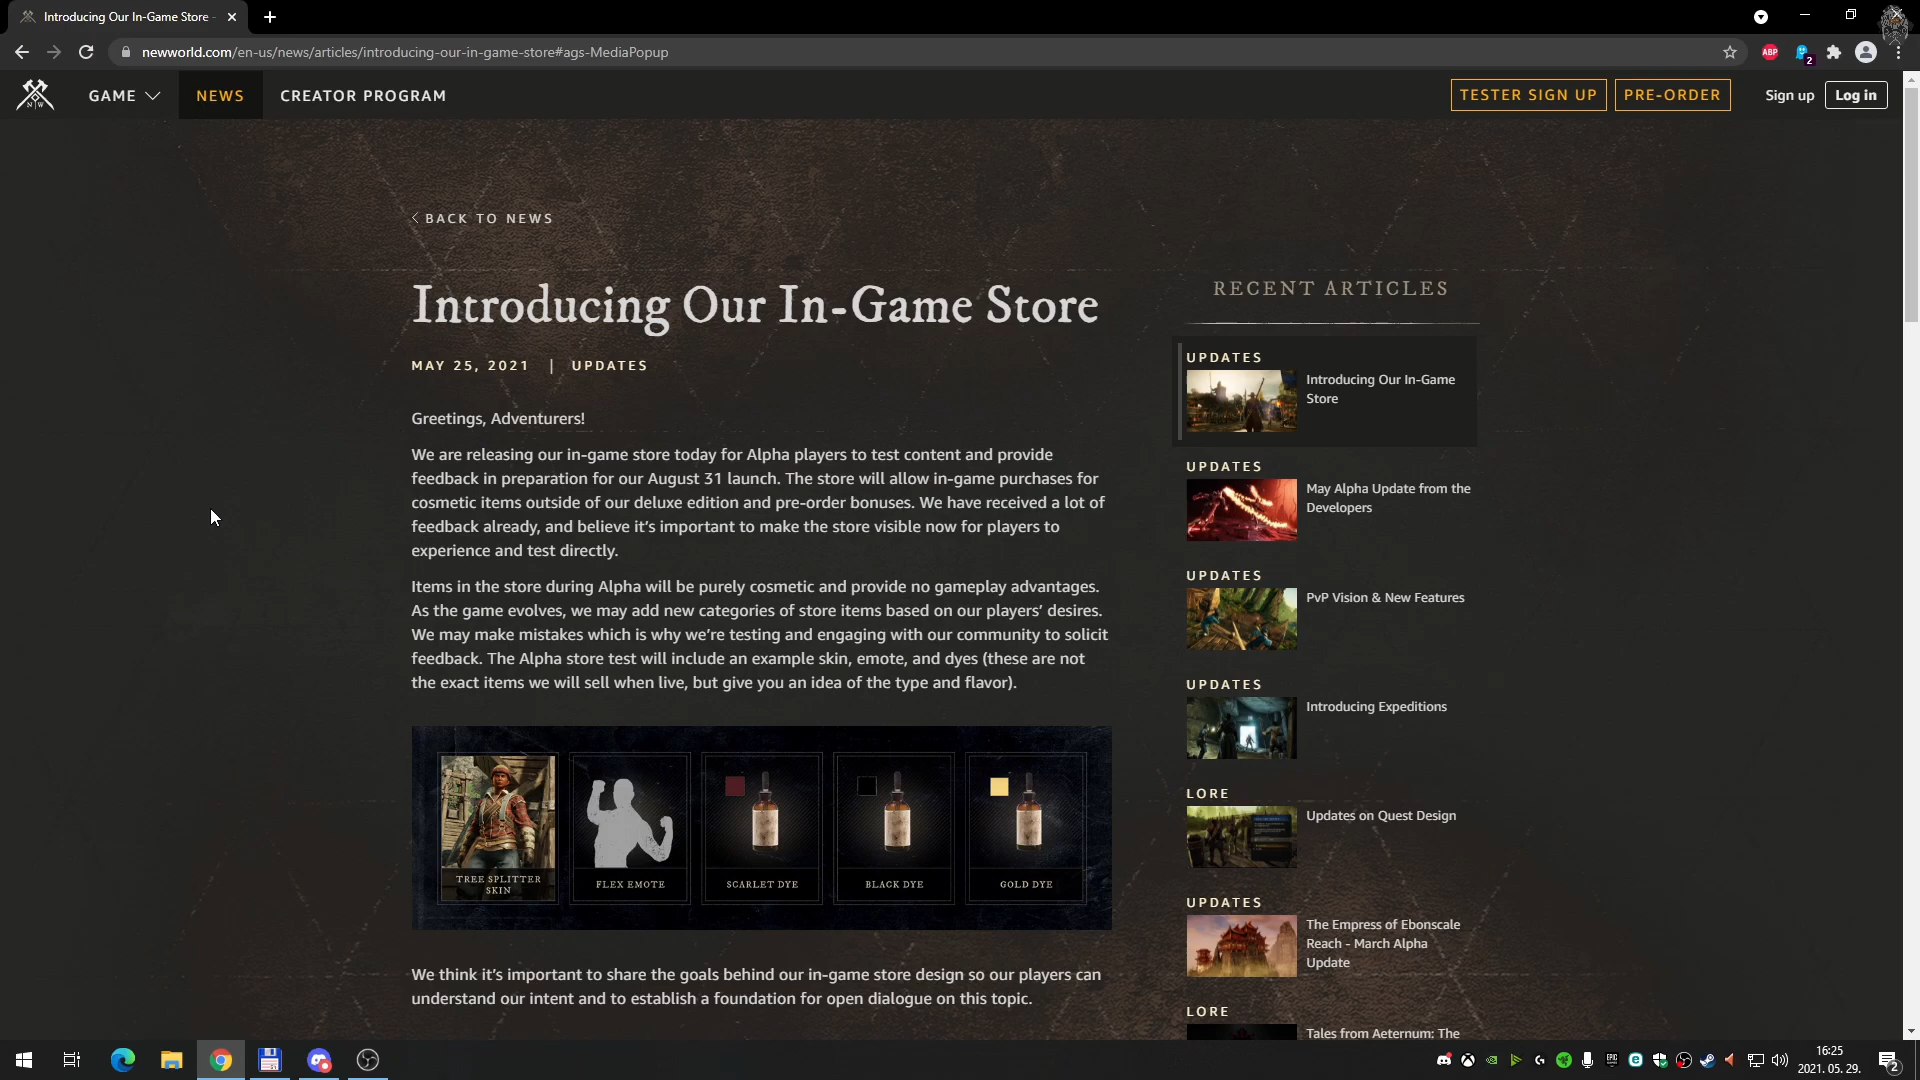 Introducing Our In-Game Store -
newworld.com/en-us/news/articles/introducing-our-in-game-store#ags-MediaPopup
ABP
2
N W
GAME
NEWS
CREATOR PROGRAM
TESTER SIGN UP
PRE-ORDER
Sign up
Log in
BACK TO NEWS
Introducing Our In-Game Store
MAY 25, 2021 | UPDATES
Greetings, Adventurers!
We are releasing our in-game store today for Alpha players to test content and provide
feedback in preparation for our August 31 launch. The store will allow in-game purchases for
cosmetic items outside of our deluxe edition and pre-order bonuses. We have received a lot of
feedback already, and believe it’s important to make the store visible now for players to
experience and test directly.
Items in the store during Alpha will be purely cosmetic and provide no gameplay advantages.
As the game evolves, we may add new categories of store items based on our players’ desires.
We may make mistakes which is why we’re testing and engaging with our community to solicit
feedback. The Alpha store test will include an example skin, emote, and dyes (these are not
the exact items we will sell when live, but give you an idea of the type and flavor).
TREE SPLITTER
SKIN
FLEX EMOTE
SCARLET DYE
BLACK DYE
GOLD DYE
We think it’s important to share the goals behind our in-game store design so our players can
understand our intent and to establish a foundation for open dialogue on this topic.
RECENT ARTICLES
UPDATES
Introducing Our In-Game
Store
UPDATES
May Alpha Update from the
Developers
UPDATES
PvP Vision & New Features
UPDATES
Introducing Expeditions
LORE
Updates on Quest Design
UPDATES
The Empress of Ebonscale
Reach - March Alpha
Update
LORE
Tales from Aeternum: The
EPIC
16:25
2021. 05. 29.
2